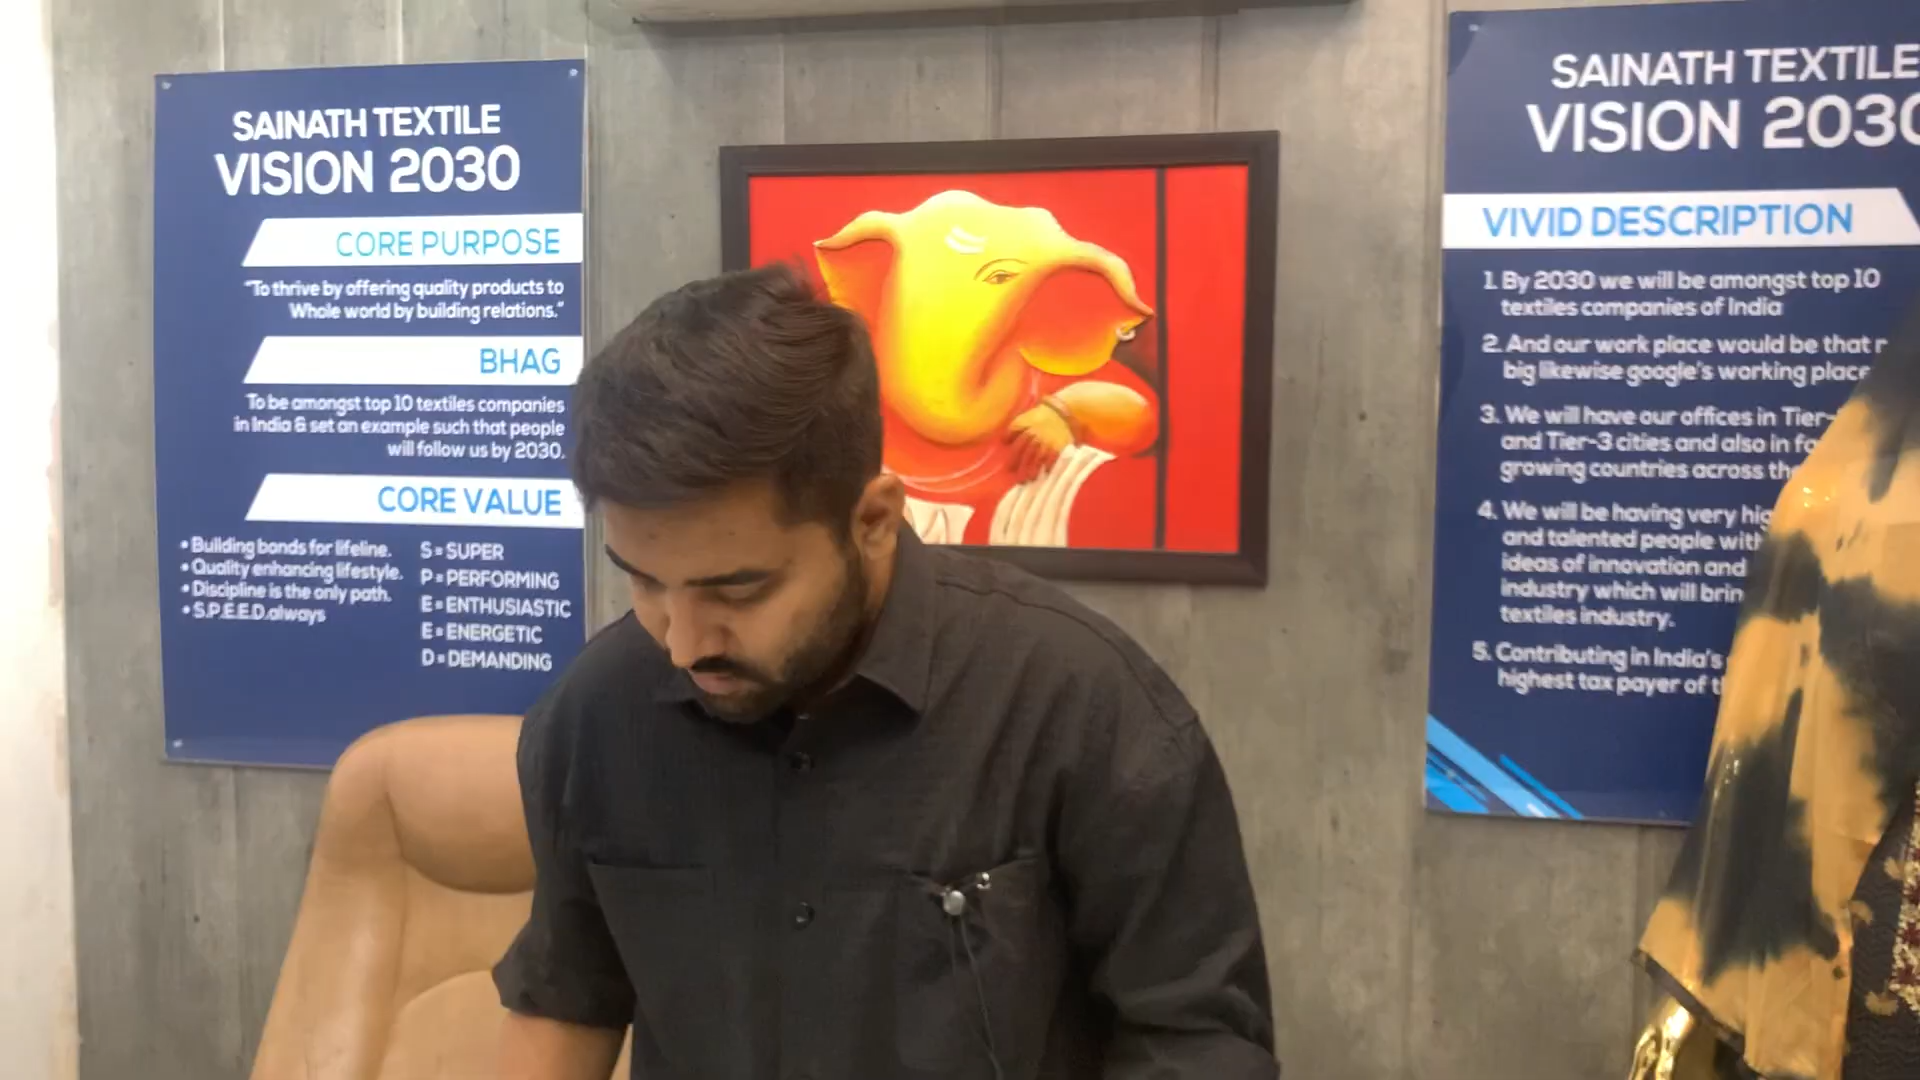 SAINATH TEXTILE
VISION 2030
CORE PURPOSE
"To thrive by offering quality products to
Whole world by building relations."
BHAG
To be amongst top 10 textiles companies
in India & set an example such that people
will follow us by 2030.
CORE VALUE
• Building bonds for lifeline.
• Quality enhancing lifestyle.
• Discipline is the only path.
• S.P.E.E.D.always
S = SUPER
P = PERFORMING
E = ENTHUSIASTIC
E = ENERGETIC
D = DEMANDING
SAINATH TEXTILE
VISION 2030
VIVID DESCRIPTION
1. By 2030 we will be amongst top 10
textiles companies of India
2. And our work place would be that
big likewise google's working place
3. We will have our offices in Tier-
and Tier-3 cities and also in
growing countries across
4. We will be having very
and talented people with
ideas of innovation and
industry which will
textiles industry.
5. Contributing in India's
highest tax payer of